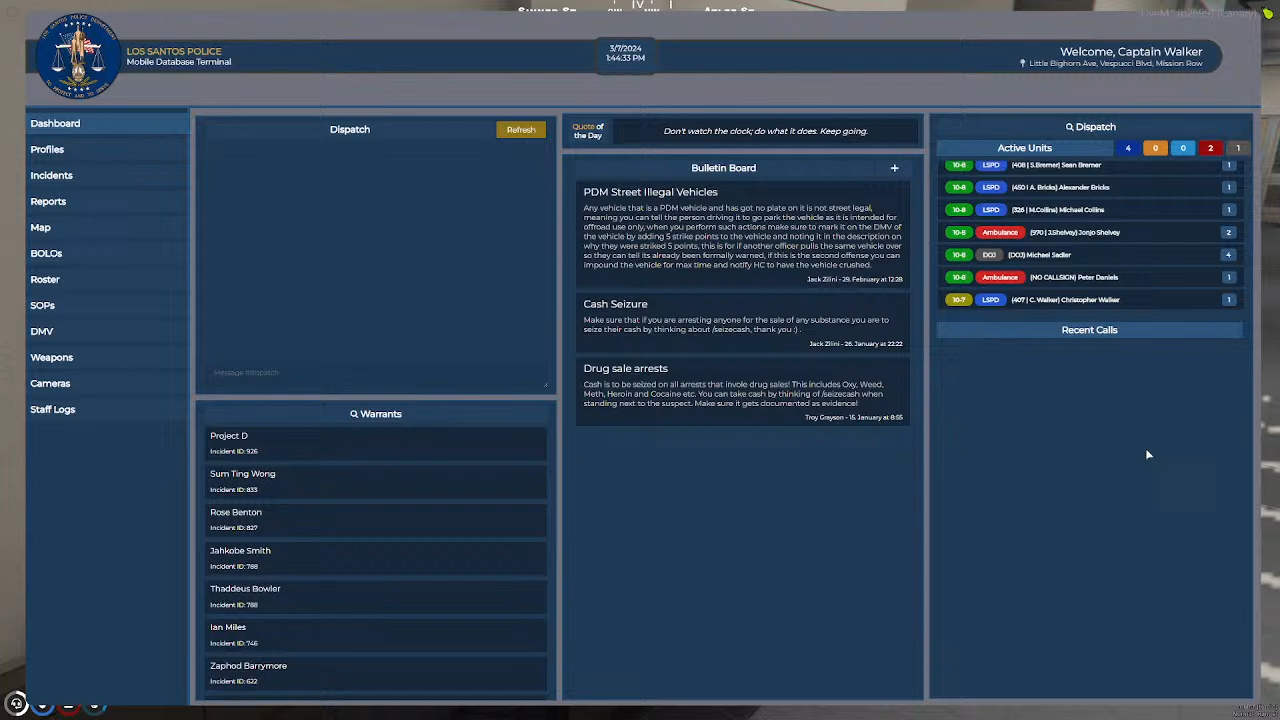 LOS SANTOS POLICE
Mobile Database Terminal
3/7/2024
1:44:33 PM
Welcome, Captain Walker
Little Bighorn Ave, Vespucci Blvd, Mission Row
Dashboard
Profiles
Incidents
Reports
Map
BOLOs
Roster
SOPs
DMV
Weapons
Cameras
Staff Logs
Dispatch
Refresh
Message #dispatch
Warrants
Project D
Incident ID: 926
Sum Ting Wong
Incident ID: 833
Rose Benton
Incident ID: 827
Jahkobe Smith
Incident ID: 788
Thaddeus Bowler
Incident ID: 788
Ian Miles
Incident ID: 746
Zaphod Barrymore
Incident ID: 622
Quote of
the Day
Don't watch the clock; do what it does. Keep going.
Bulletin Board +
PDM Street Illegal Vehicles
Any vehicle that is a PDM vehicle and has got no plate on it is not street legal,
meaning you can tell the person driving it to go park the vehicle as it is intended for
offroad use only, when you perform such actions make sure to mark it on the DMV of
the vehicle by adding 5 strike points to the vehicle and noting it in the description on
why they were striked 5 points, this is for if another officer pulls the same vehicle over
so they can tell its already been formally warned, if this is the second offense you can
impound the vehicle for max time and notify HC to have the vehicle crushed.
Jack Zilini - 29. February at 12:28
Cash Seizure
Make sure that if you are arresting anyone for the sale of any substance you are to
seize their cash by thinking about /seizecash, thank you :) .
Jack Zilini - 26. January at 22:22
Drug sale arrests
Cash is to be seized on all arrests that invole drug sales! This includes Oxy, Weed,
Meth, Heroin and Cocaine etc. You can take cash by thinking of /seizecash when
standing next to the suspect. Make sure it gets documented as evidence!
Troy Grayson - 15. January at 8:55
Dispatch
Active Units 4 0 0 2 1
10-8 LSPD (408 | S.Bremer) Sean Bremer 1
10-8 LSPD (450 | A. Bricks) Alexander Bricks 1
10-8 LSPD (326 | M.Collins) Michael Collins 1
10-8 Ambulance (970 | J.Shelvey) Jonjo Shelvey 2
10-8 DOJ (DOJ) Michael Sadler 4
10-8 Ambulance (NO CALLSIGN) Peter Daniels 1
10-7 LSPD (407 | C. Walker) Christopher Walker 1
Recent Calls